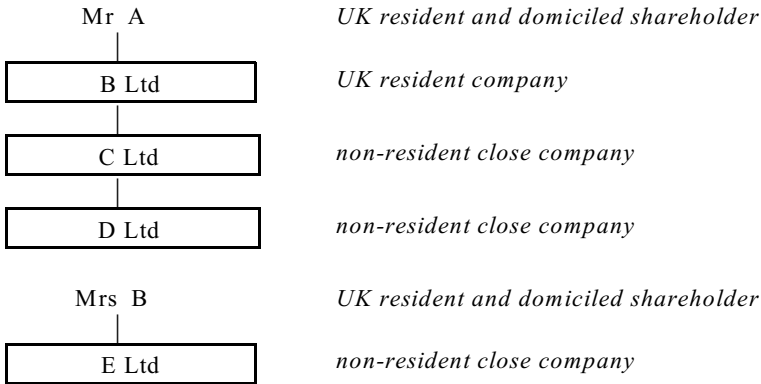 Mr A UK resident and domiciled shareholder
B Ltd UK resident company
C Ltd non-resident close company
D Ltd non-resident close company
Mrs B UK resident and domiciled shareholder
E Ltd non-resident close company